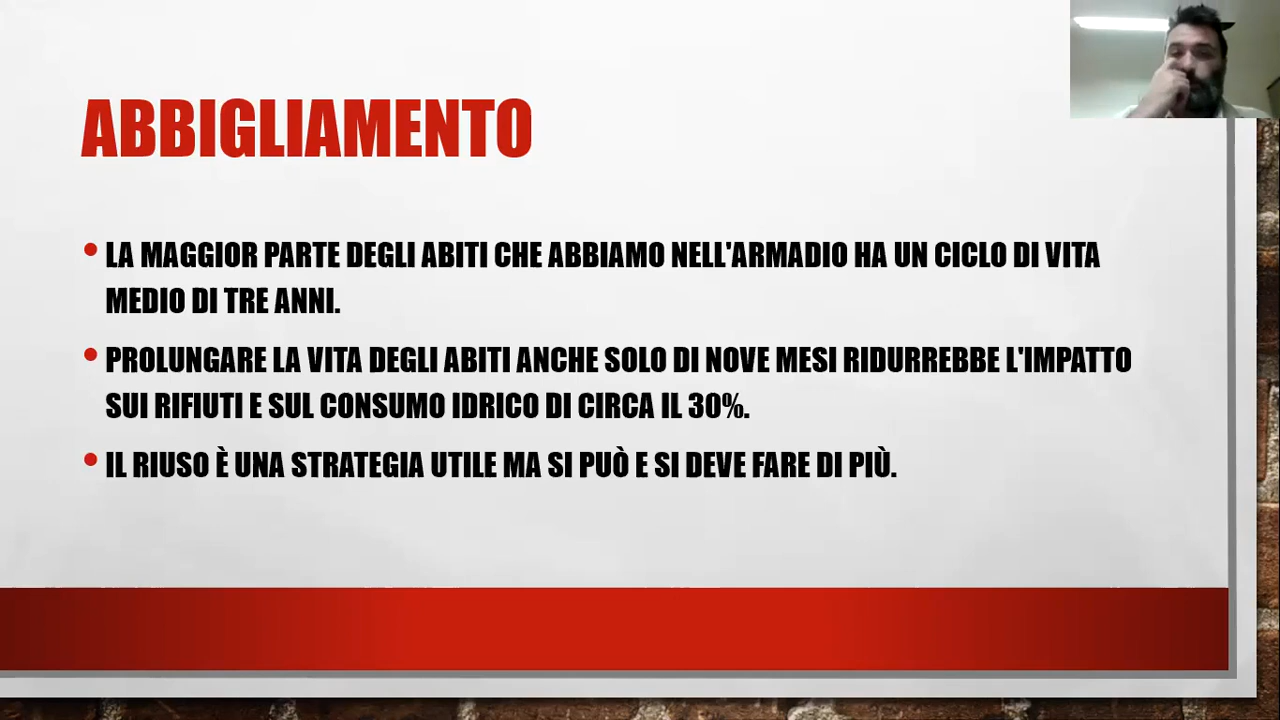 ABBIGLIAMENTO
LA MAGGIOR PARTE DEGLI ABITI CHE ABBIAMO NELL'ARMADIO HA UN CICLO DI VITA
MEDIO DI TRE ANNI.
PROLUNGARE LA VITA DEGLI ABITI ANCHE SOLO DI NOVE MESI RIDURREBBE L'IMPATTO
SUI RIFIUTI E SUL CONSUMO IDRICO DI CIRCA IL 30%.
IL RIUSO È UNA STRATEGIA UTILE MA SI PUÒ E SI DEVE FARE DI PIÙ.